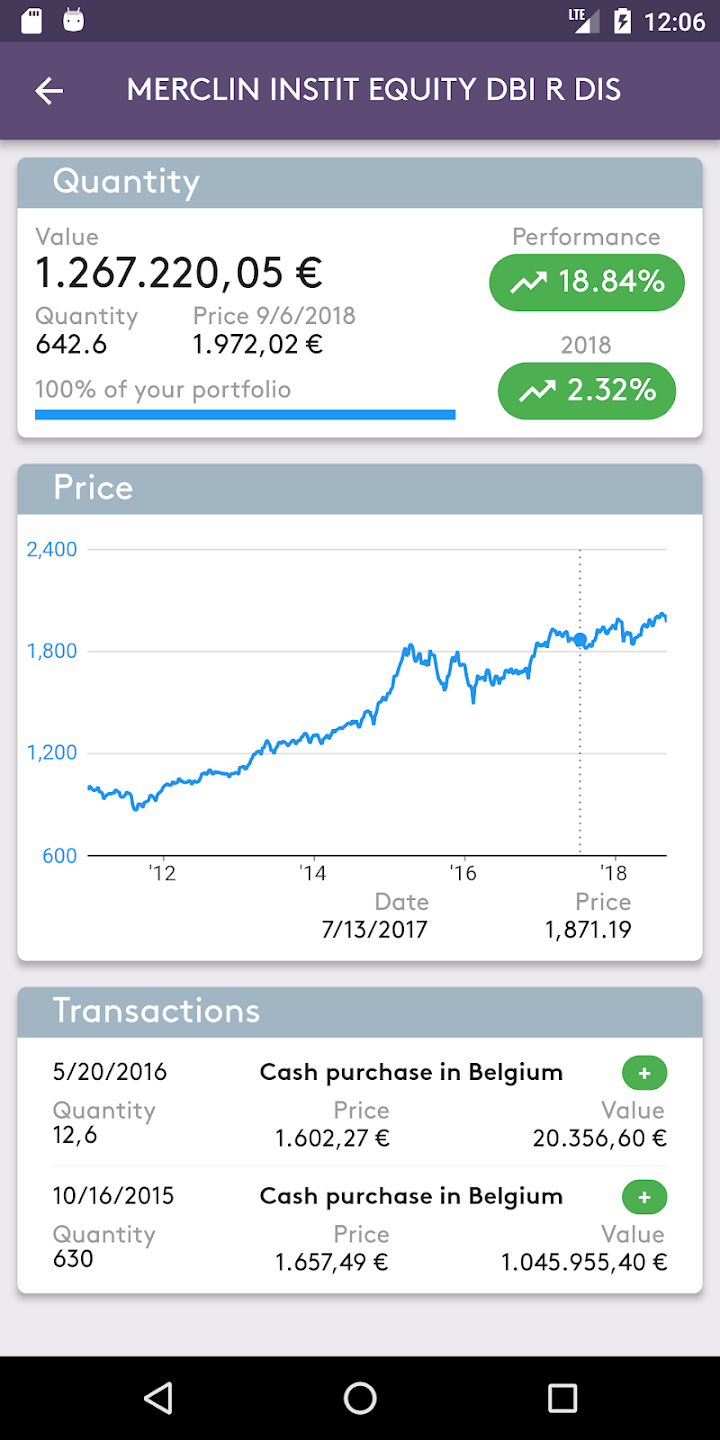 LTE 12:06
MERCLIN INSTIT EQUITY DBI R DIS
Quantity
Value Performance
1.267.220,05 € 18.84%
Quantity Price 9/6/2018
642.6 1.972,02 € 2018
100% of your portfolio 2.32%
Price
2,400
1,800
1,200
600
'12 '14 '16 '18
Date Price
7/13/2017 1,871.19
Transactions
5/20/2016 Cash purchase in Belgium +
Quantity Price Value
12,6 1.602,27 € 20.356,60 €
10/16/2015 Cash purchase in Belgium +
Quantity Price Value
630 1.657,49 € 1.045.955,40 €